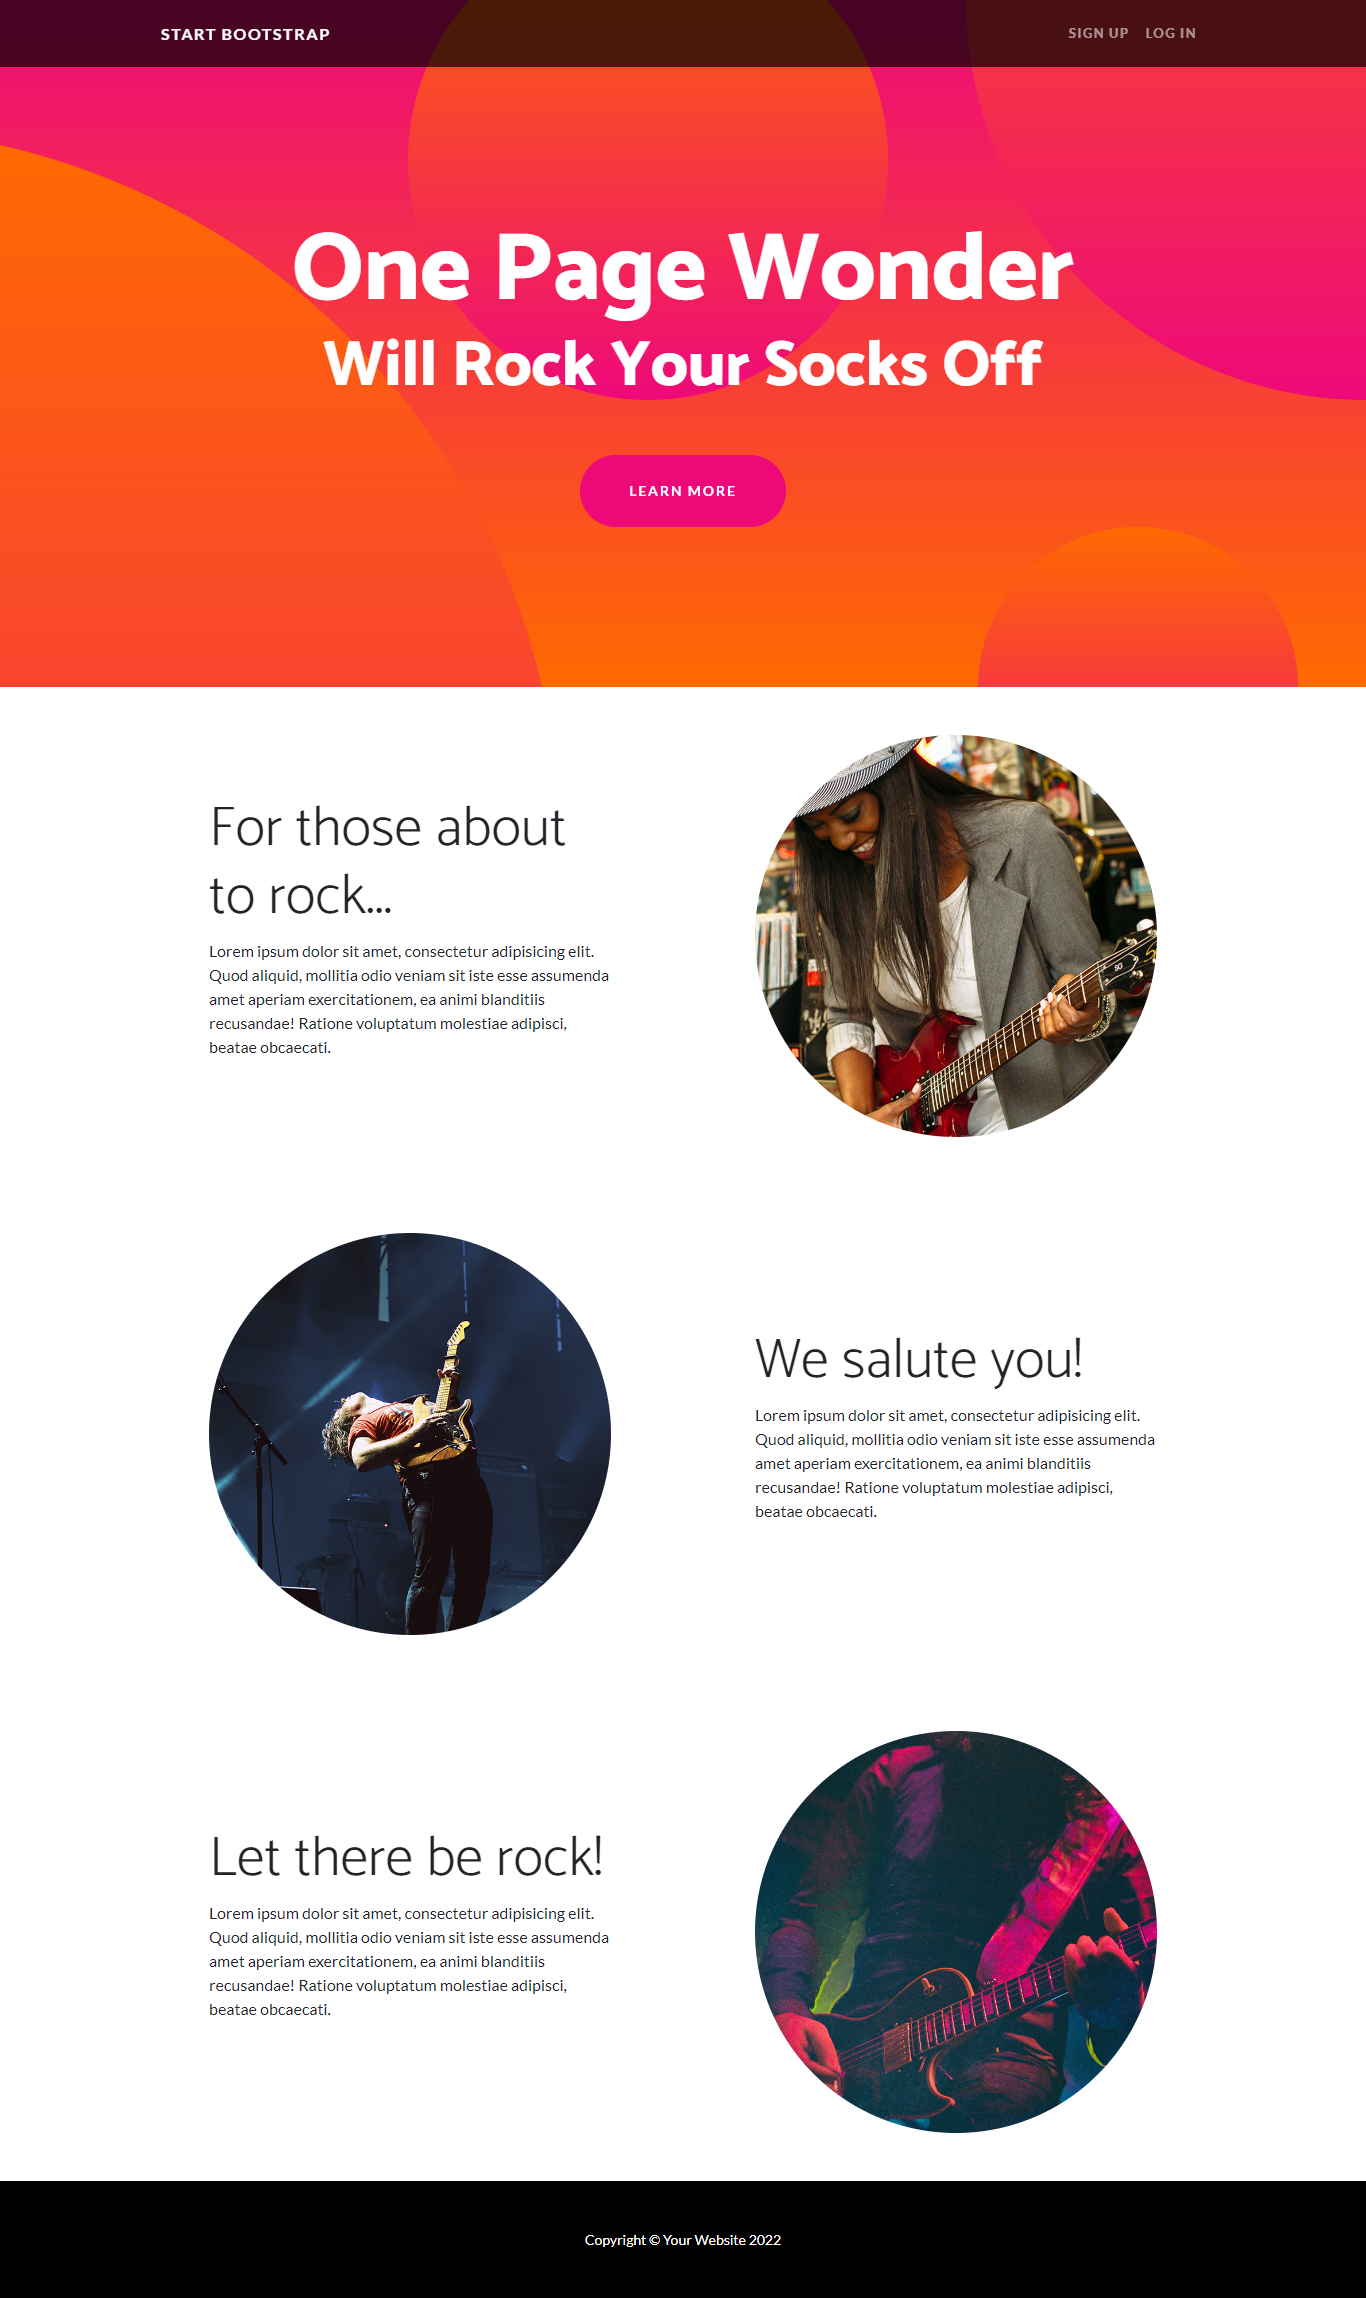 START BOOTSTRAP
SIGN UP LOG IN
One Page Wonder
Will Rock Your Socks Off
LEARN MORE
For those about
to rock...
Lorem ipsum dolor sit amet, consectetur adipisicing elit.
Quod aliquid, mollitia odio veniam sit iste esse assumenda
amet aperiam exercitationem, ea animi blanditiis
recusandae! Ratione voluptatum molestiae adipisci,
beatae obcaecati.
SG
We salute you!
Lorem ipsum dolor sit amet, consectetur adipisicing elit.
Quod aliquid, mollitia odio veniam sit iste esse assumenda
amet aperiam exercitationem, ea animi blanditiis
recusandae! Ratione voluptatum molestiae adipisci,
beatae obcaecati.
Let there be rock!
Lorem ipsum dolor sit amet, consectetur adipisicing elit.
Quod aliquid, mollitia odio veniam sit iste esse assumenda
amet aperiam exercitationem, ea animi blanditiis
recusandae! Ratione voluptatum molestiae adipisci,
beatae obcaecati.
Copyright © Your Website 2022